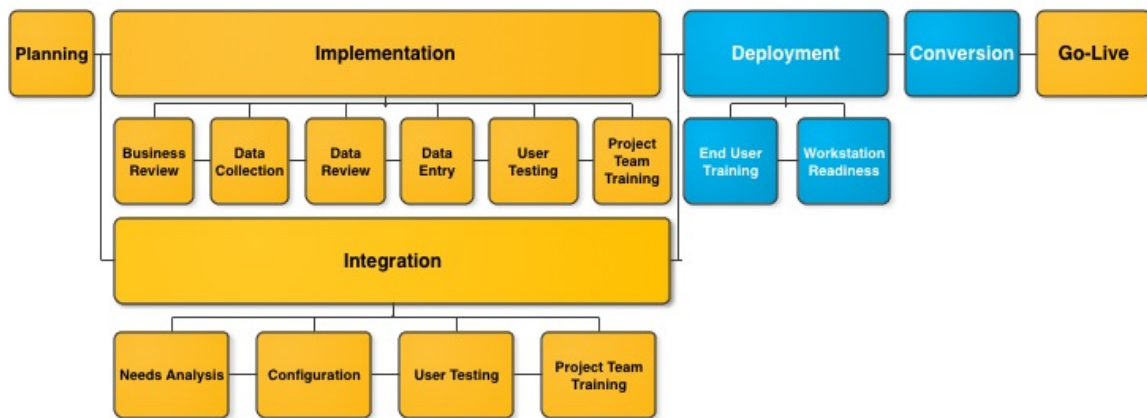 Planning
Implementation
Deployment
Conversion
Go-Live
Business
Review
Data
Collection
Data
Review
Data
Entry
User
Testing
Project
Team
Training
End User
Training
Workstation
Readiness
Integration
Needs Analysis
Configuration
User Testing
Project Team
Training